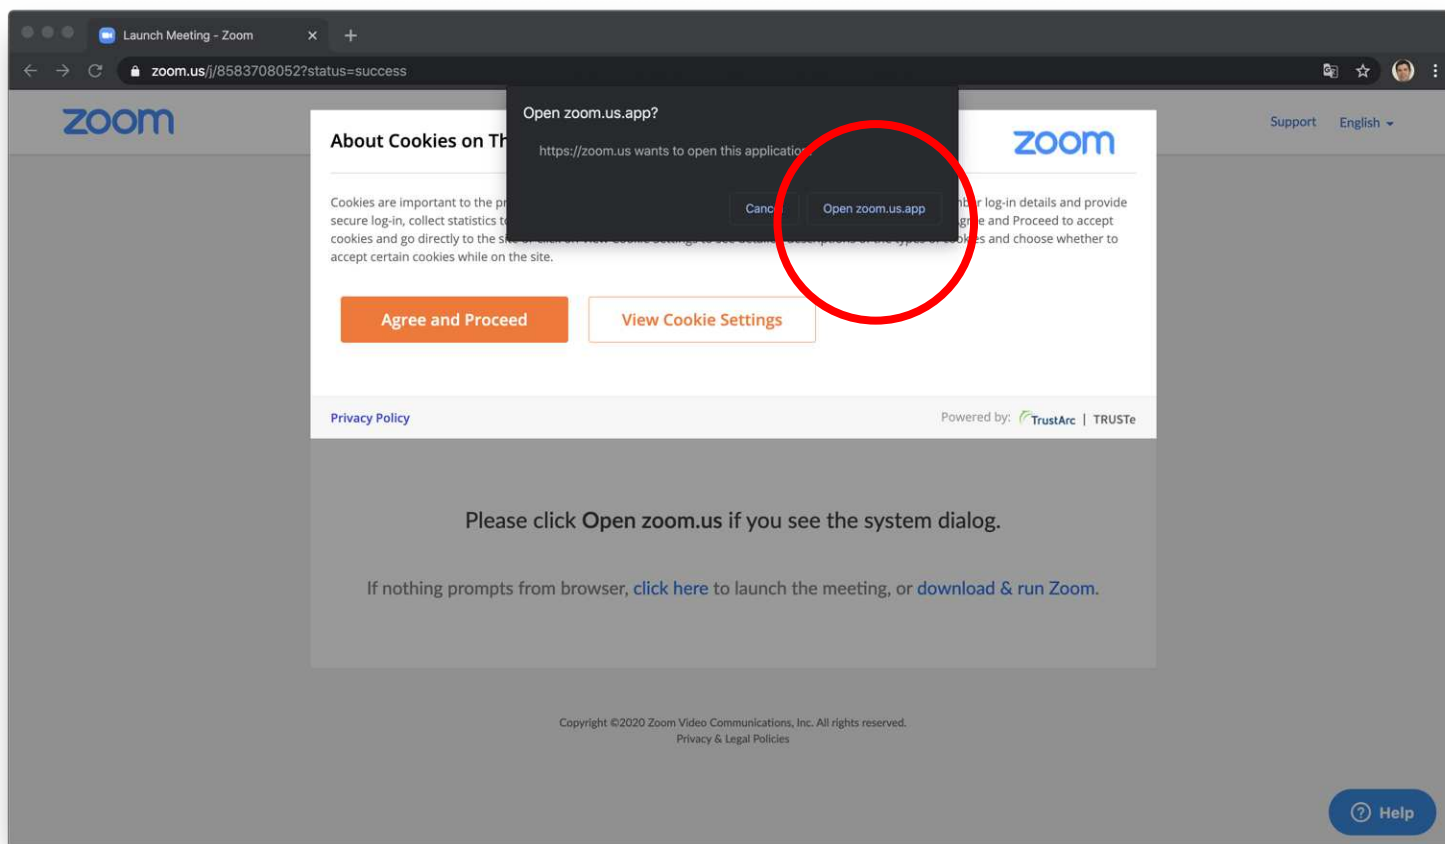 Launch Meeting - Zoom
zoom.us/j/8583708052?status=success
zoom
Support English
Open zoom.us.app?
https://zoom.us wants to open this application
Cance
Open zoom.us.app
About Cookies on Th
zoom
Cookies are important to the pr log-in details and provide
secure log-in, collect statistics to gree and Proceed to accept
cookies and go directly to the and choose whether to
accept certain cookies while on the site.
Agree and Proceed
View Cookie Settings
Privacy Policy
Powered by: TrustArc | TRUSTe
Please click Open zoom.us if you see the system dialog.
If nothing prompts from browser, click here to launch the meeting, or download & run Zoom.
Copyright ©2020 Zoom Video Communications, Inc. All rights reserved.
Privacy & Legal Policies
Help